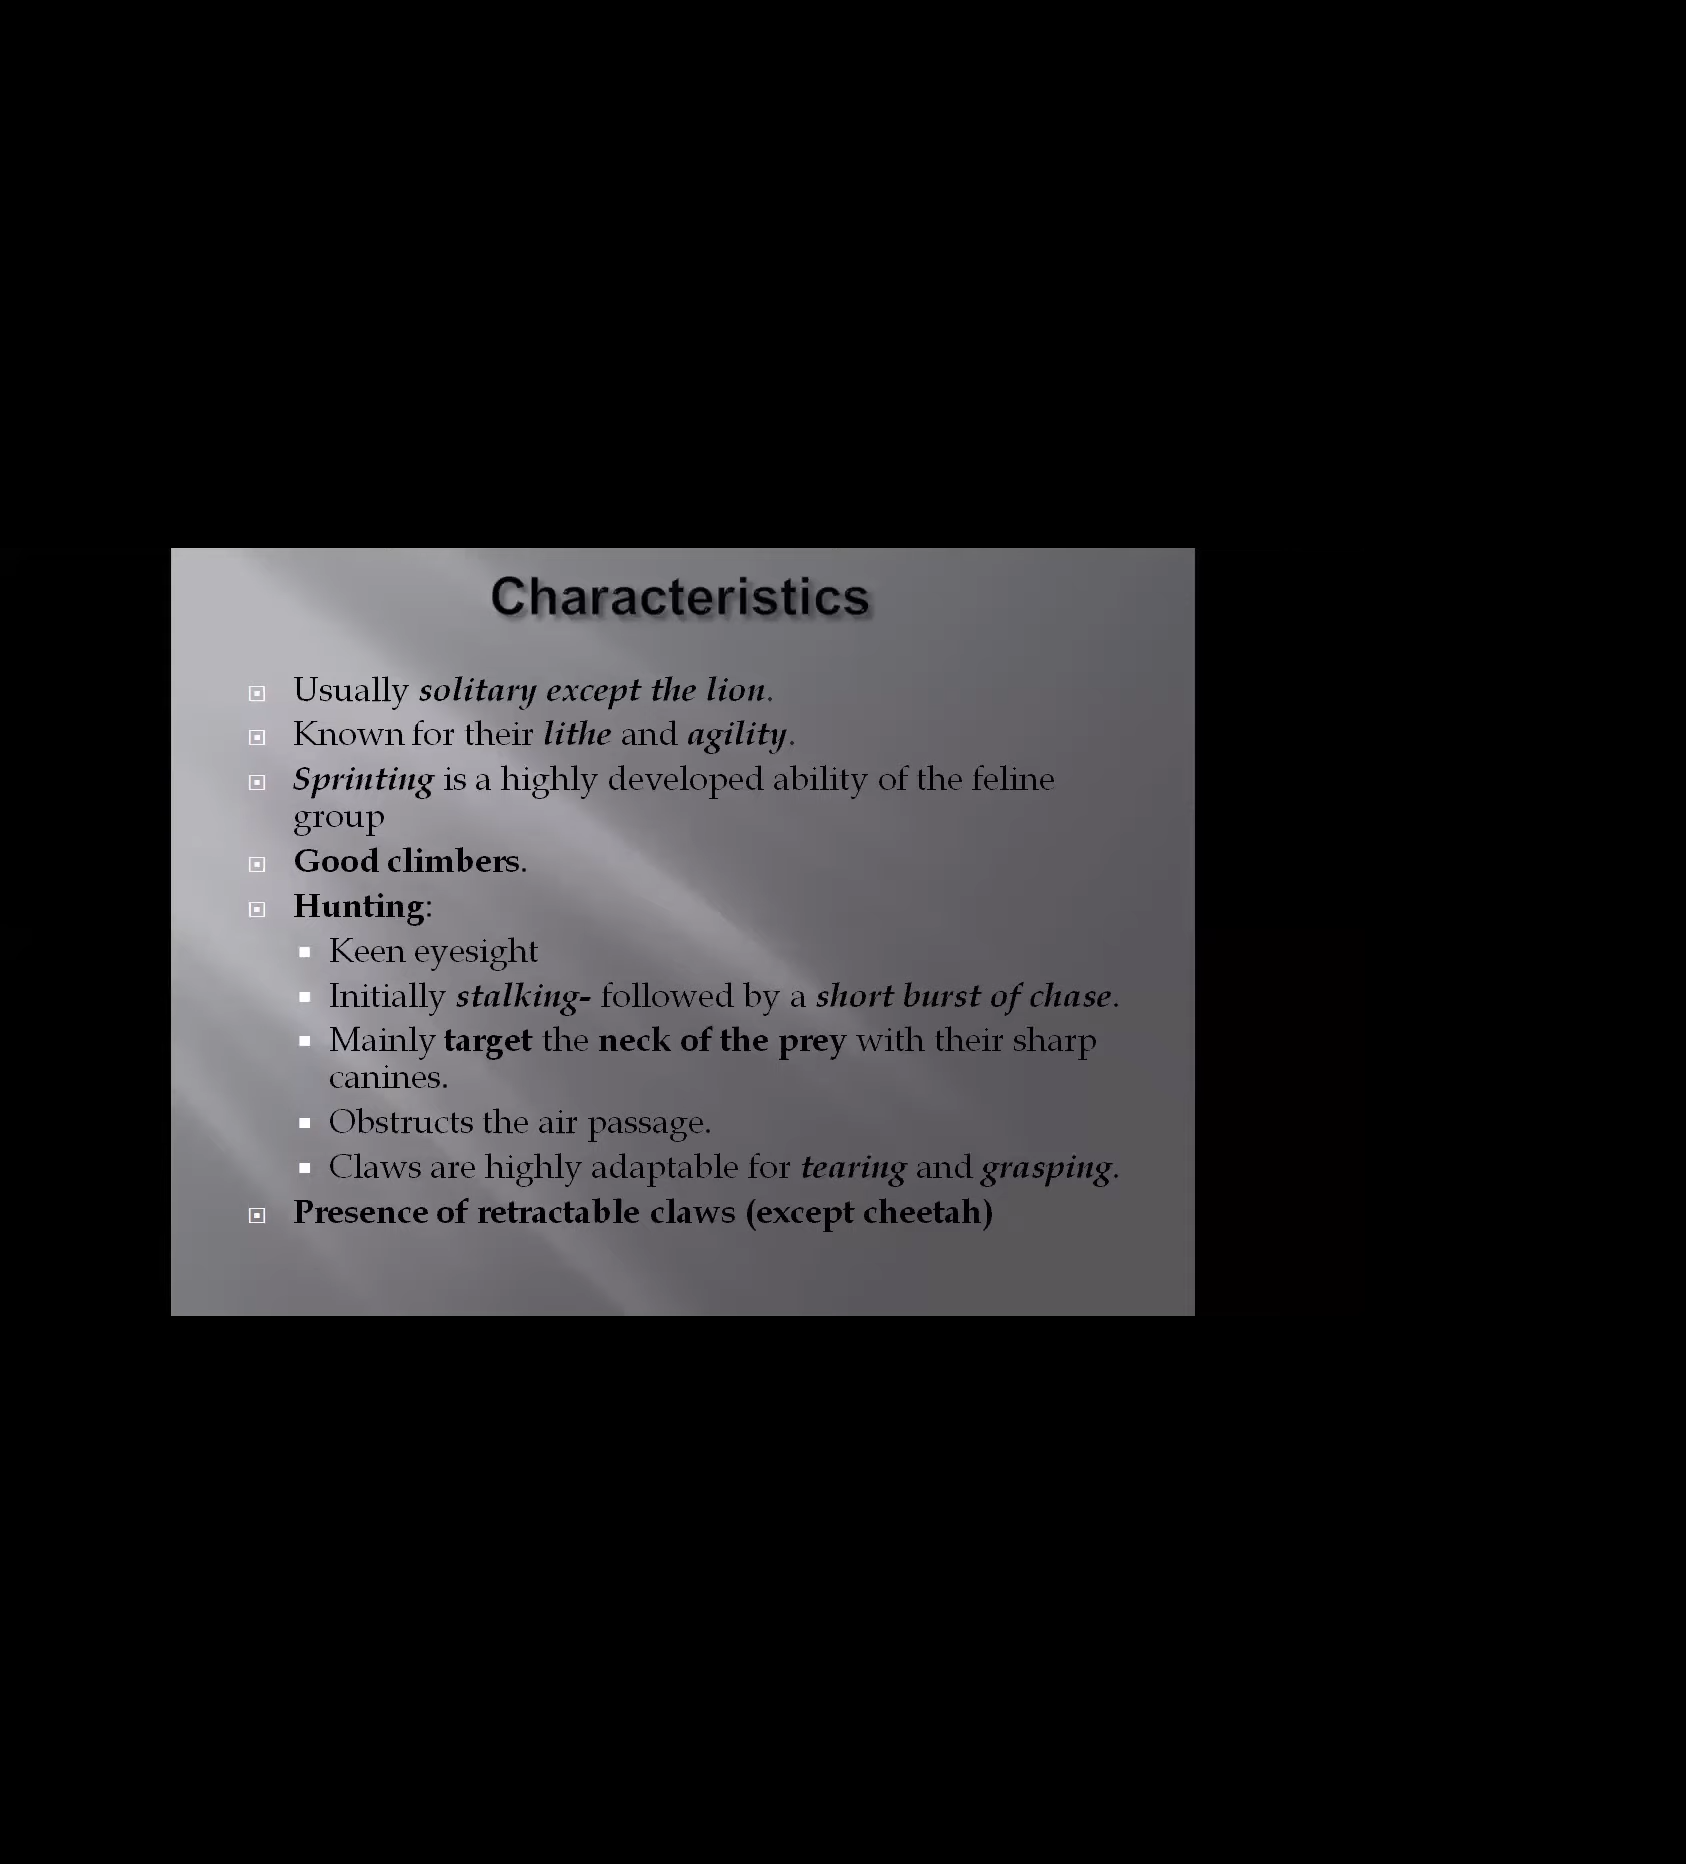 Characteristics
Usually solitary except the lion.
Known for their lithe and agility.
Sprinting is a highly developed ability of the feline
group
Good climbers.
Hunting:
Keen eyesight
Initially stalking- followed by a short burst of chase.
Mainly target the neck of the prey with their sharp
canines.
Obstructs the air passage.
Claws are highly adaptable for tearing and grasping.
Presence of retractable claws (except cheetah)